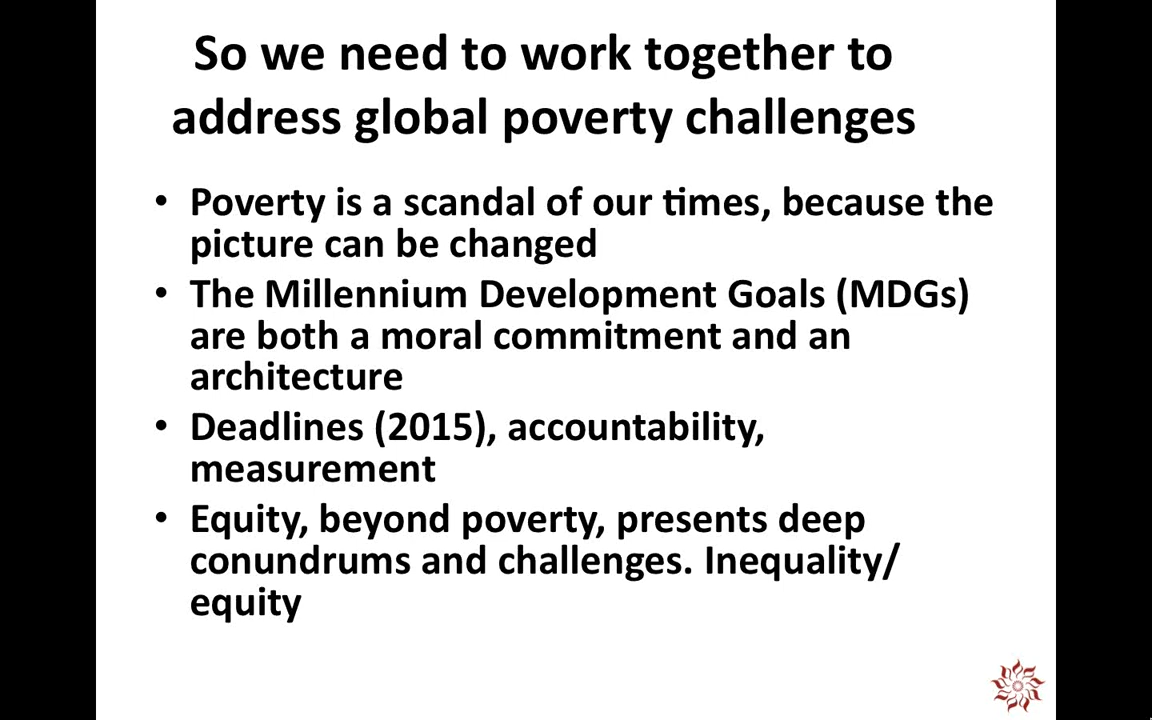 So we need to work together to
address global poverty challenges
• Poverty is a scandal of our times, because the
picture can be changed
• The Millennium Development Goals (MDGs)
are both a moral commitment and an
architecture
• Deadlines (2015), accountability,
measurement
• Equity, beyond poverty, presents deep
conundrums and challenges. Inequality/
equity